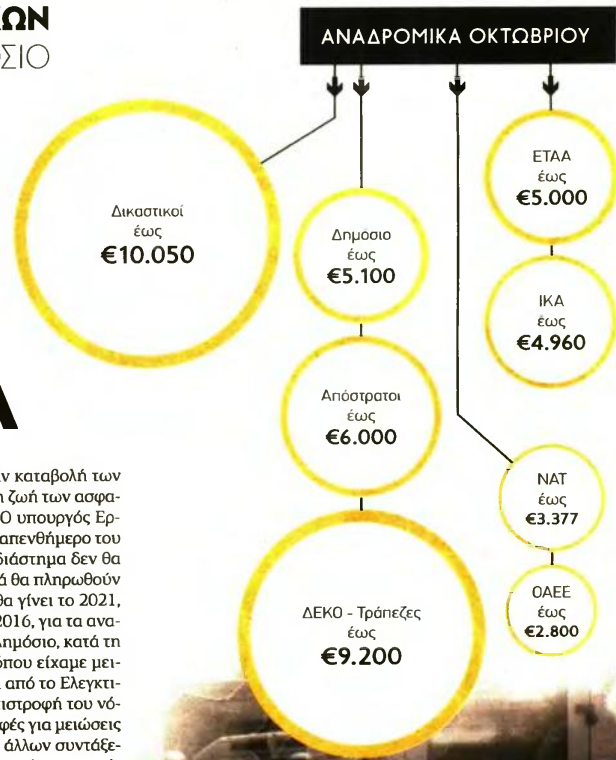 ΚΩΝ
ΟΣΙΟ
ΑΝΑΔΡΟΜΙΚΑ ΟΚΤΩΒΡΙΟΥ
Δικαστικοί
έως
€10.050
Δημόσιο
έως
€5.100
Απόστρατοι
έως
€6.000
ΔΕΚΟ - Τράπεζες
έως
€9.200
ΕΤΑΑ
έως
€5.000
ΙΚΑ
έως
€4.960
ΝΑΤ
έως
€3.377
ΟΑΕΕ
έως
€2.800
Α
ν καταβολή των
η ζωή των ασφα-
Ο υπουργός Ερ-
απενθήμερο του
διάστημα δεν θα
ά θα πληρωθούν
θα γίνει το 2021,
2016, για τα ανα-
Δημόσιο, κατά τη
όπου είχαμε μει-
από το Ελεγκτι-
πιστροφή του νό-
φές για μειώσεις
άλλων συντάξε-